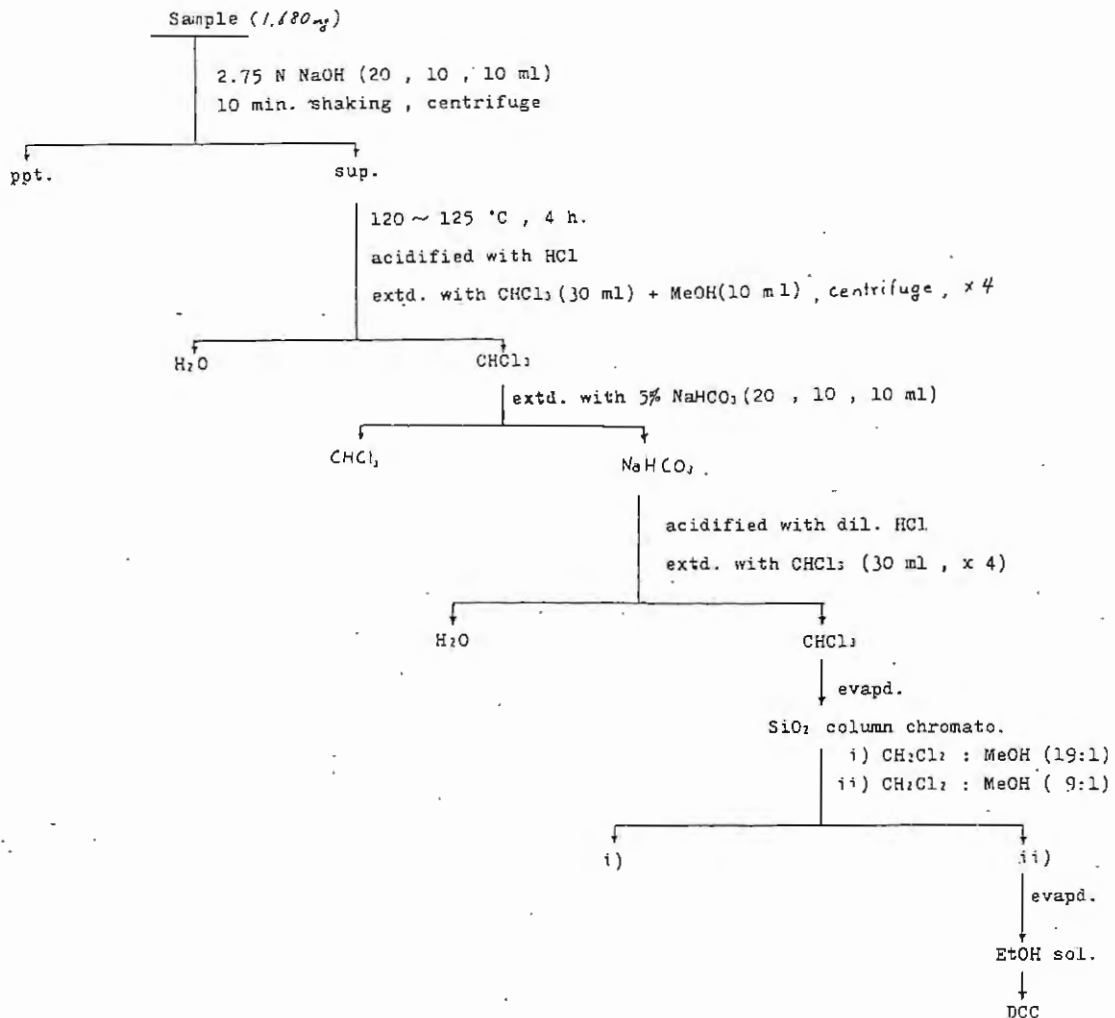 Sample (1,680mg)
2.75 N NaOH (20 , 10 , 10 ml)
10 min. shaking , centrifuge
ppt.
sup.
120 ~ 125 °C , 4 h.
acidified with HCl
extd. with CHCl₃ (30 ml) + MeOH(10 ml) , centrifuge , × 4
H₂O
CHCl₃
extd. with 5% NaHCO₃ (20 , 10 , 10 ml)
CHCl₃
NaHCO₃
acidified with dil. HCl
extd. with CHCl₃ (30 ml , x 4)
H₂O
CHCl₃
evapd.
SiO₂ column chromato.
i) CH₂Cl₂ : MeOH (19:1)
ii) CH₂Cl₂ : MeOH ( 9:1)
i)
ii)
evapd.
EtOH sol.
DCC